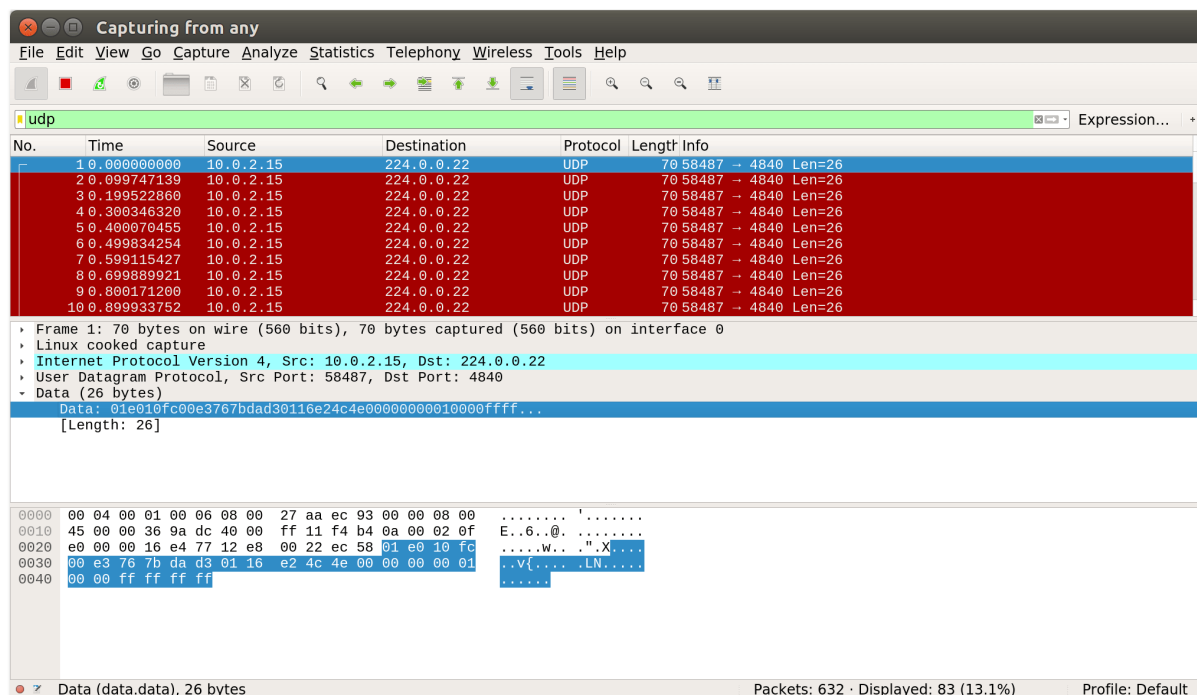 Capturing from any
File Edit View Go Capture Analyze Statistics Telephony Wireless Tools Help
udp Expression... +
No. Time Source Destination Protocol Length Info
1 0.000000000 10.0.2.15 224.0.0.22 UDP 70 58487 → 4840 Len=26
2 0.099747139 10.0.2.15 224.0.0.22 UDP 70 58487 → 4840 Len=26
3 0.199522860 10.0.2.15 224.0.0.22 UDP 70 58487 → 4840 Len=26
4 0.300346320 10.0.2.15 224.0.0.22 UDP 70 58487 → 4840 Len=26
5 0.400070455 10.0.2.15 224.0.0.22 UDP 70 58487 → 4840 Len=26
6 0.499834254 10.0.2.15 224.0.0.22 UDP 70 58487 → 4840 Len=26
7 0.599115427 10.0.2.15 224.0.0.22 UDP 70 58487 → 4840 Len=26
8 0.699889921 10.0.2.15 224.0.0.22 UDP 70 58487 → 4840 Len=26
9 0.800171200 10.0.2.15 224.0.0.22 UDP 70 58487 → 4840 Len=26
10 0.899933752 10.0.2.15 224.0.0.22 UDP 70 58487 → 4840 Len=26
Frame 1: 70 bytes on wire (560 bits), 70 bytes captured (560 bits) on interface 0
Linux cooked capture
Internet Protocol Version 4, Src: 10.0.2.15, Dst: 224.0.0.22
User Datagram Protocol, Src Port: 58487, Dst Port: 4840
Data (26 bytes)
Data: 01e010fc00e3767bdad30116e24c4e00000000010000ffff...
[Length: 26]
0000 00 04 00 01 00 06 08 00 27 aa ec 93 00 00 08 00 ........ '.......
0010 45 00 00 36 9a dc 40 00 ff 11 f4 b4 0a 00 02 0f E..6..@. ........
0020 e0 00 00 16 e4 77 12 e8 00 22 ec 58 01 e0 10 fc .....w.. .".X....
0030 00 e3 76 7b da d3 01 16 e2 4c 4e 00 00 00 00 01 ..v{.... .LN.....
0040 00 00 ff ff ff ff ......
Data (data.data), 26 bytes Packets: 632 · Displayed: 83 (13.1%) Profile: Default